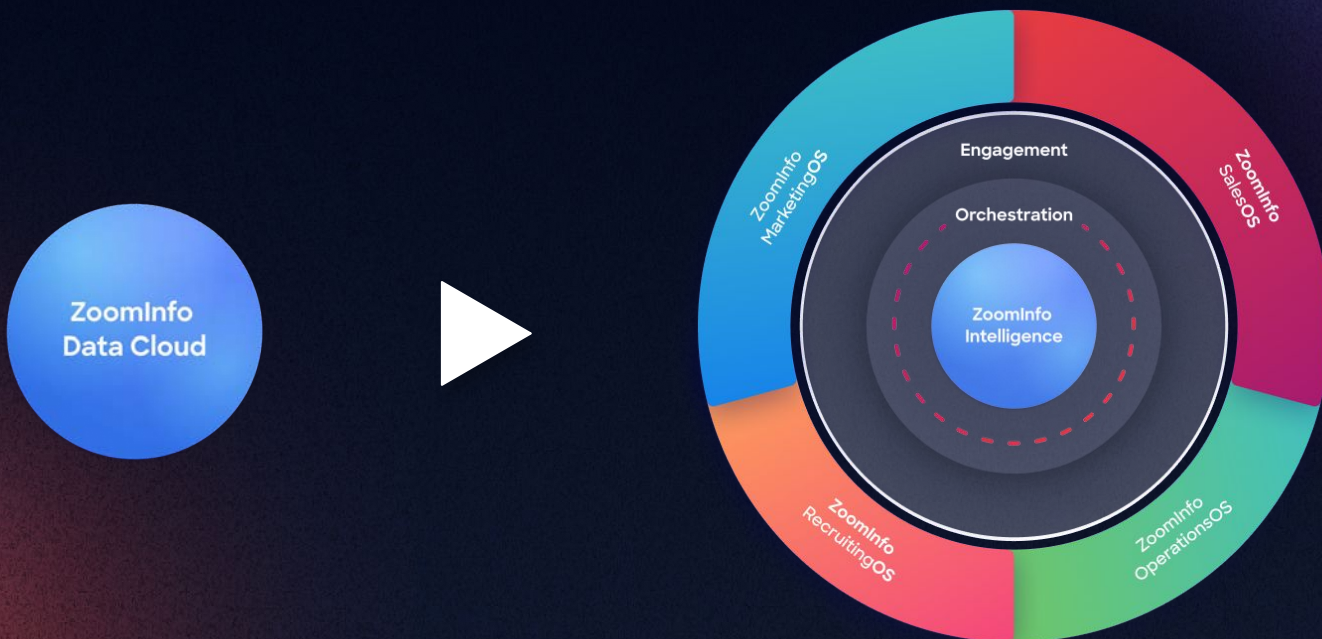 ZoomInfo
Data Cloud
Engagement
Orchestration
ZoomInfo
Intelligence
ZoomInfo
MarketingOS
ZoomInfo
SalesOS
ZoomInfo
RecruitingOS
ZoomInfo
OperationsOS